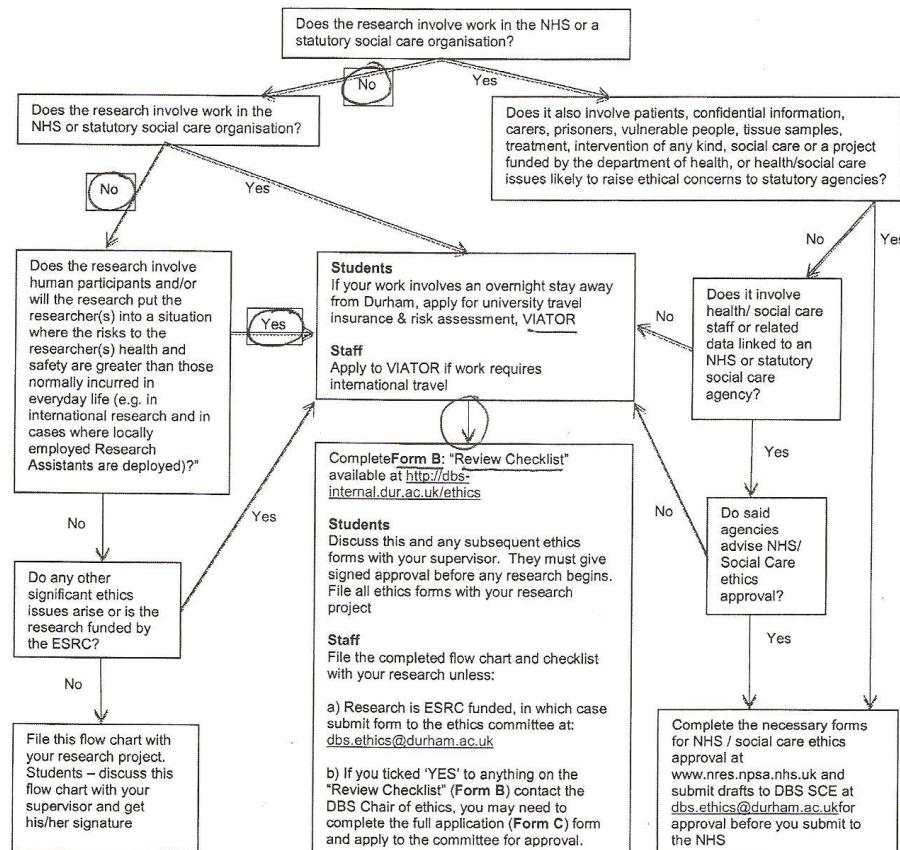 Does the research involve work in the NHS or a
statutory social care organisation?
No
Yes
Does the research involve work in the
NHS or statutory social care organisation?
Does it also involve patients, confidential information,
carers, prisoners, vulnerable people, tissue samples,
treatment, intervention of any kind, social care or a project
funded by the department of health, or health/social care
issues likely to raise ethical concerns to statutory agencies?
No
Yes
No
Yes
Does the research involve
human participants and/or
will the research put the
researcher(s) into a situation
where the risks to the
researcher(s) health and
safety are greater than those
normally incurred in
everyday life (e.g. in
international research and in
cases where locally
employed Research
Assistants are deployed)?"
Yes
Students
If your work involves an overnight stay away
from Durham, apply for university travel
insurance & risk assessment, VIATOR
Staff
Apply to VIATOR if work requires
international travel
No
Does it involve
health/ social care
staff or related
data linked to an
NHS or statutory
social care
agency?
No
Yes
Do any other
significant ethics
issues arise or is the
research funded by
the ESRC?
No
File this flow chart with
your research project.
Students – discuss this
flow chart with your
supervisor and get
his/her signature
CompleteForm B: "Review Checklist"
available at http://dbs-
internal.dur.ac.uk/ethics
Students
Discuss this and any subsequent ethics
forms with your supervisor. They must give
signed approval before any research begins.
File all ethics forms with your research
project
Staff
File the completed flow chart and checklist
with your research unless:
a) Research is ESRC funded, in which case
submit form to the ethics committee at:
dbs.ethics@durham.ac.uk
b) If you ticked 'YES' to anything on the
"Review Checklist" (Form B) contact the
DBS Chair of ethics, you may need to
complete the full application (Form C) form
and apply to the committee for approval.
Yes
No
Do said
agencies
advise NHS/
Social Care
ethics
approval?
Yes
Complete the necessary forms
for NHS / social care ethics
approval at
www.nres.npsa.nhs.uk and
submit drafts to DBS SCE at
dbs.ethics@durham.ac.ukfor
approval before you submit to
the NHS